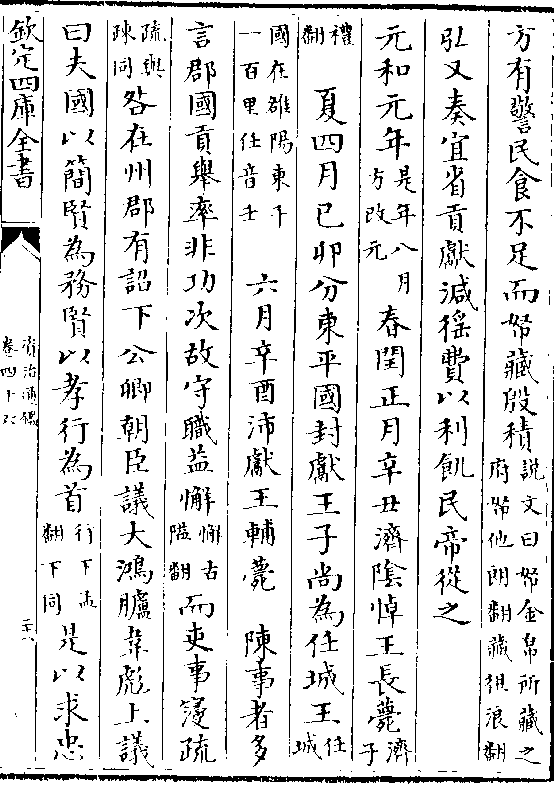 方有警民食不足而帑藏殷積說文曰帑金帛所藏之府帑他朗翻藏徂浪翻
弘又奏宜省貢獻減徭費以利飢民帝從之
元和元年是年八月方改元春閏正月辛丑濟隂悼王長薨濟子
禮翻夏四月己卯分東平國封獻王子尚為任城王任城
國在雒陽東千一百里任音壬六月辛酉沛獻王輔薨陳事者多
言郡國貢舉率非功次故守職益懈懈古隘翻而吏事寖疏
疏與踈同咎在州郡有詔下公卿朝臣議大鴻臚韋彪上議
曰夫國以簡賢為務賢以孝行為首行下孟翻下同是以求忠
欽定四庫全書
資治通鑑
卷四十六